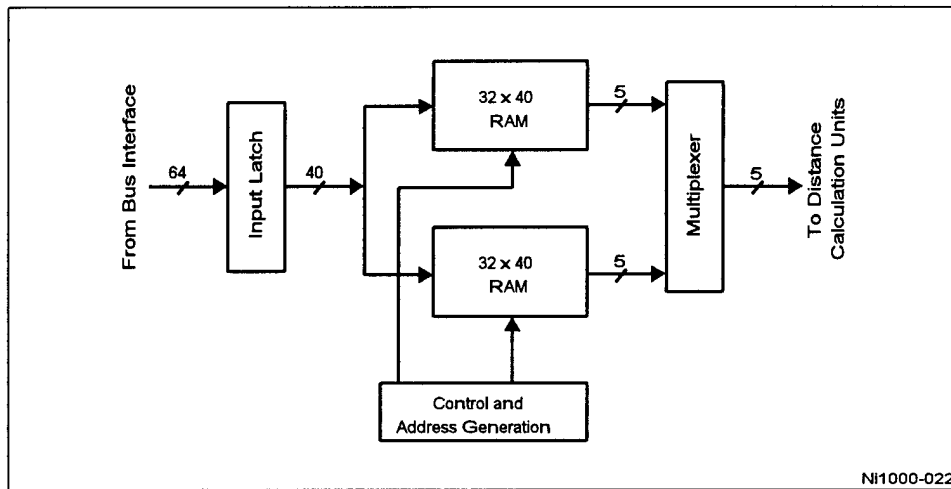 From Bus Interface
64
Input Latch
40
32 x 40
RAM
5
32 x 40
RAM
5
Multiplexer
5
To Distance
Calculation Units
Control and
Address Generation
NI1000-022